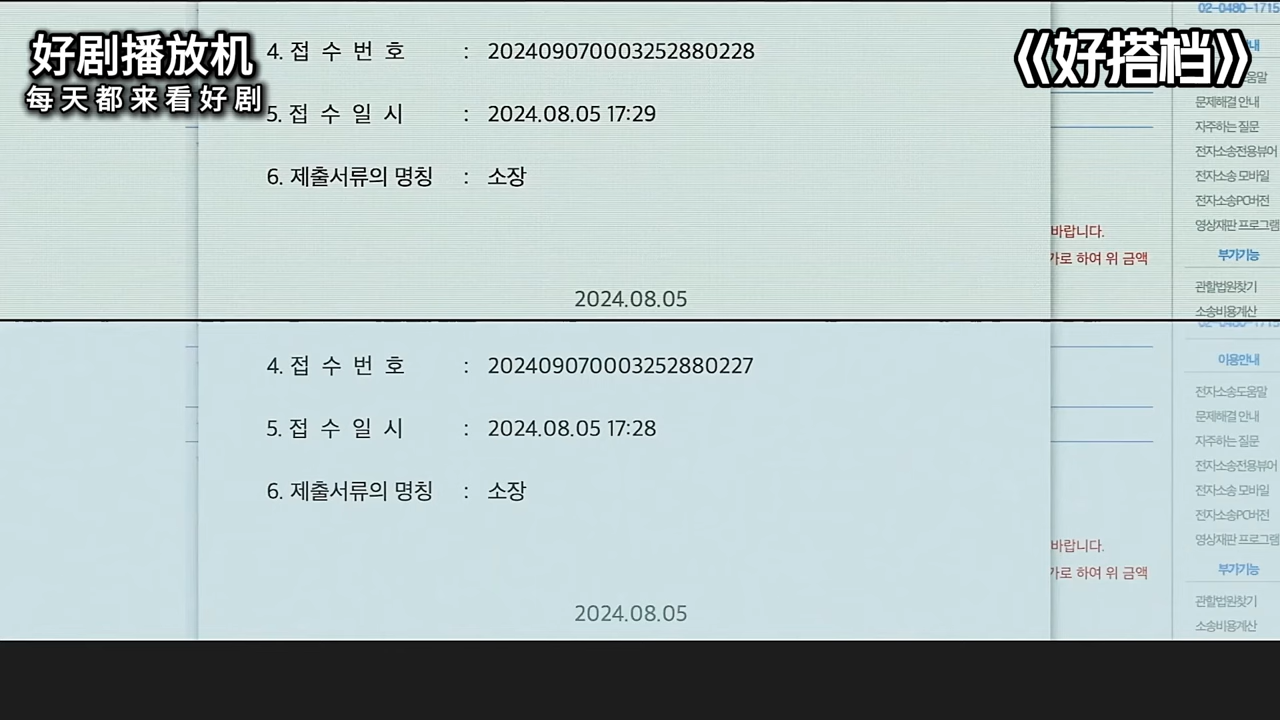 好剧播放机
每天都来看好剧
《好搭档》
4. 접 수 번 호 : 202409070003252880228
5. 접 수 일 시 : 2024.08.05 17:29
6. 제출서류의 명칭 : 소장
2024.08.05
바랍니다.
가로 하여 위 금액
02-0480-1715
문제해결 안내
자주하는 질문
전자소송전용뷰어
전자소송 모바일
전자소송PC버전
영상재판 프로그램
부가기능
관할법원찾기
소송비용계산
4. 접 수 번 호 : 202409070003252880227
5. 접 수 일 시 : 2024.08.05 17:28
6. 제출서류의 명칭 : 소장
2024.08.05
바랍니다.
가로 하여 위 금액
이용안내
전자소송도움말
문제해결 안내
자주하는 질문
전자소송전용뷰어
전자소송 모바일
전자소송PC버전
영상재판 프로그램
부가기능
관할법원찾기
소송비용계산